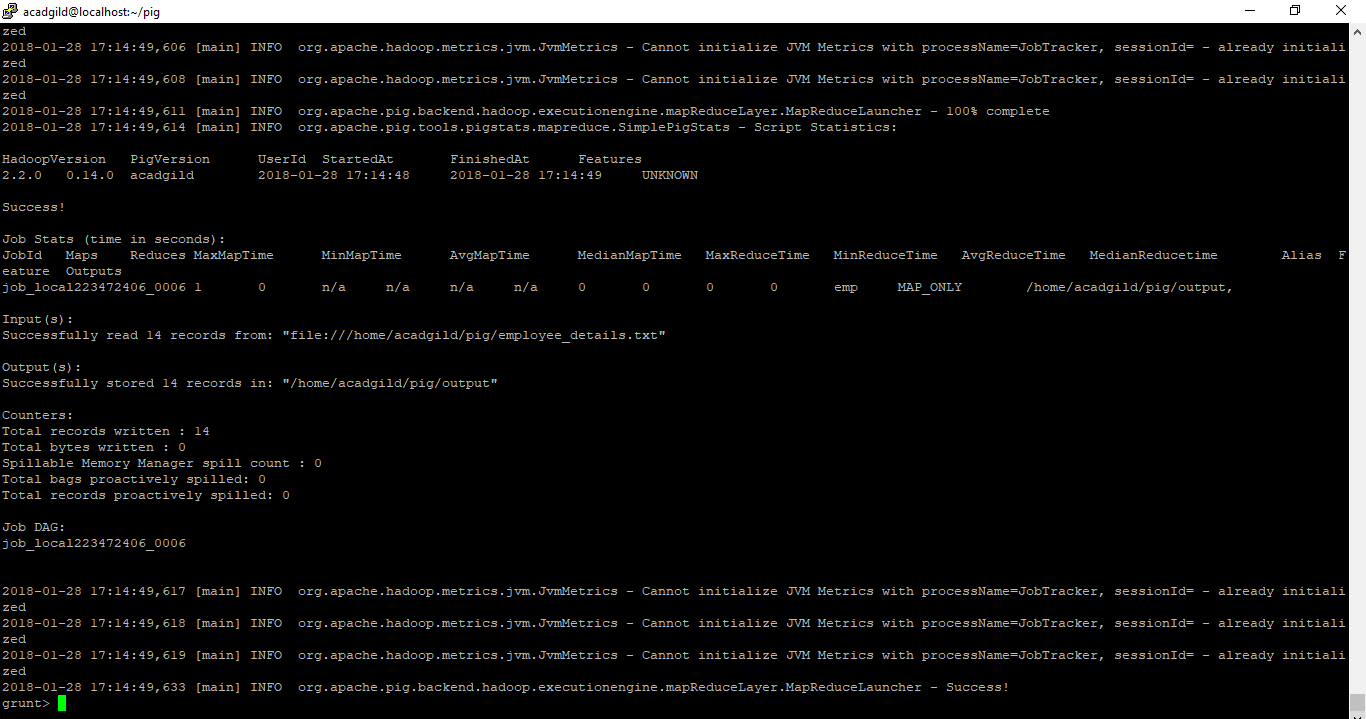 acadgild@localhost:~/pig
zed
2018-01-28 17:14:49,606 [main] INFO  org.apache.hadoop.metrics.jvm.JvmMetrics - Cannot initialize JVM Metrics with processName=JobTracker, sessionId= - already initiali
zed
2018-01-28 17:14:49,608 [main] INFO  org.apache.hadoop.metrics.jvm.JvmMetrics - Cannot initialize JVM Metrics with processName=JobTracker, sessionId= - already initiali
zed
2018-01-28 17:14:49,611 [main] INFO  org.apache.pig.backend.hadoop.executionengine.mapReduceLayer.MapReduceLauncher - 100% complete
2018-01-28 17:14:49,614 [main] INFO  org.apache.pig.tools.pigstats.mapreduce.SimplePigStats - Script Statistics:
HadoopVersion   PigVersion      UserId  StartedAt       FinishedAt      Features
2.2.0   0.14.0  acadgild        2018-01-28 17:14:48     2018-01-28 17:14:49     UNKNOWN
Success!
Job Stats (time in seconds):
JobId   Maps    Reduces MaxMapTime      MinMapTime      AvgMapTime      MedianMapTime   MaxReduceTime   MinReduceTime   AvgReduceTime   MedianReducetime        Alias  F
eature  Outputs
job_local223472406_0006 1       0       n/a     n/a     n/a     n/a     0       0       0       0       emp     MAP_ONLY        /home/acadgild/pig/output,
Input(s):
Successfully read 14 records from: "file:///home/acadgild/pig/employee_details.txt"
Output(s):
Successfully stored 14 records in: "/home/acadgild/pig/output"
Counters:
Total records written : 14
Total bytes written : 0
Spillable Memory Manager spill count : 0
Total bags proactively spilled: 0
Total records proactively spilled: 0
Job DAG:
job_local223472406_0006
2018-01-28 17:14:49,617 [main] INFO  org.apache.hadoop.metrics.jvm.JvmMetrics - Cannot initialize JVM Metrics with processName=JobTracker, sessionId= - already initiali
zed
2018-01-28 17:14:49,618 [main] INFO  org.apache.hadoop.metrics.jvm.JvmMetrics - Cannot initialize JVM Metrics with processName=JobTracker, sessionId= - already initiali
zed
2018-01-28 17:14:49,619 [main] INFO  org.apache.hadoop.metrics.jvm.JvmMetrics - Cannot initialize JVM Metrics with processName=JobTracker, sessionId= - already initiali
zed
2018-01-28 17:14:49,633 [main] INFO  org.apache.pig.backend.hadoop.executionengine.mapReduceLayer.MapReduceLauncher - Success!
grunt>